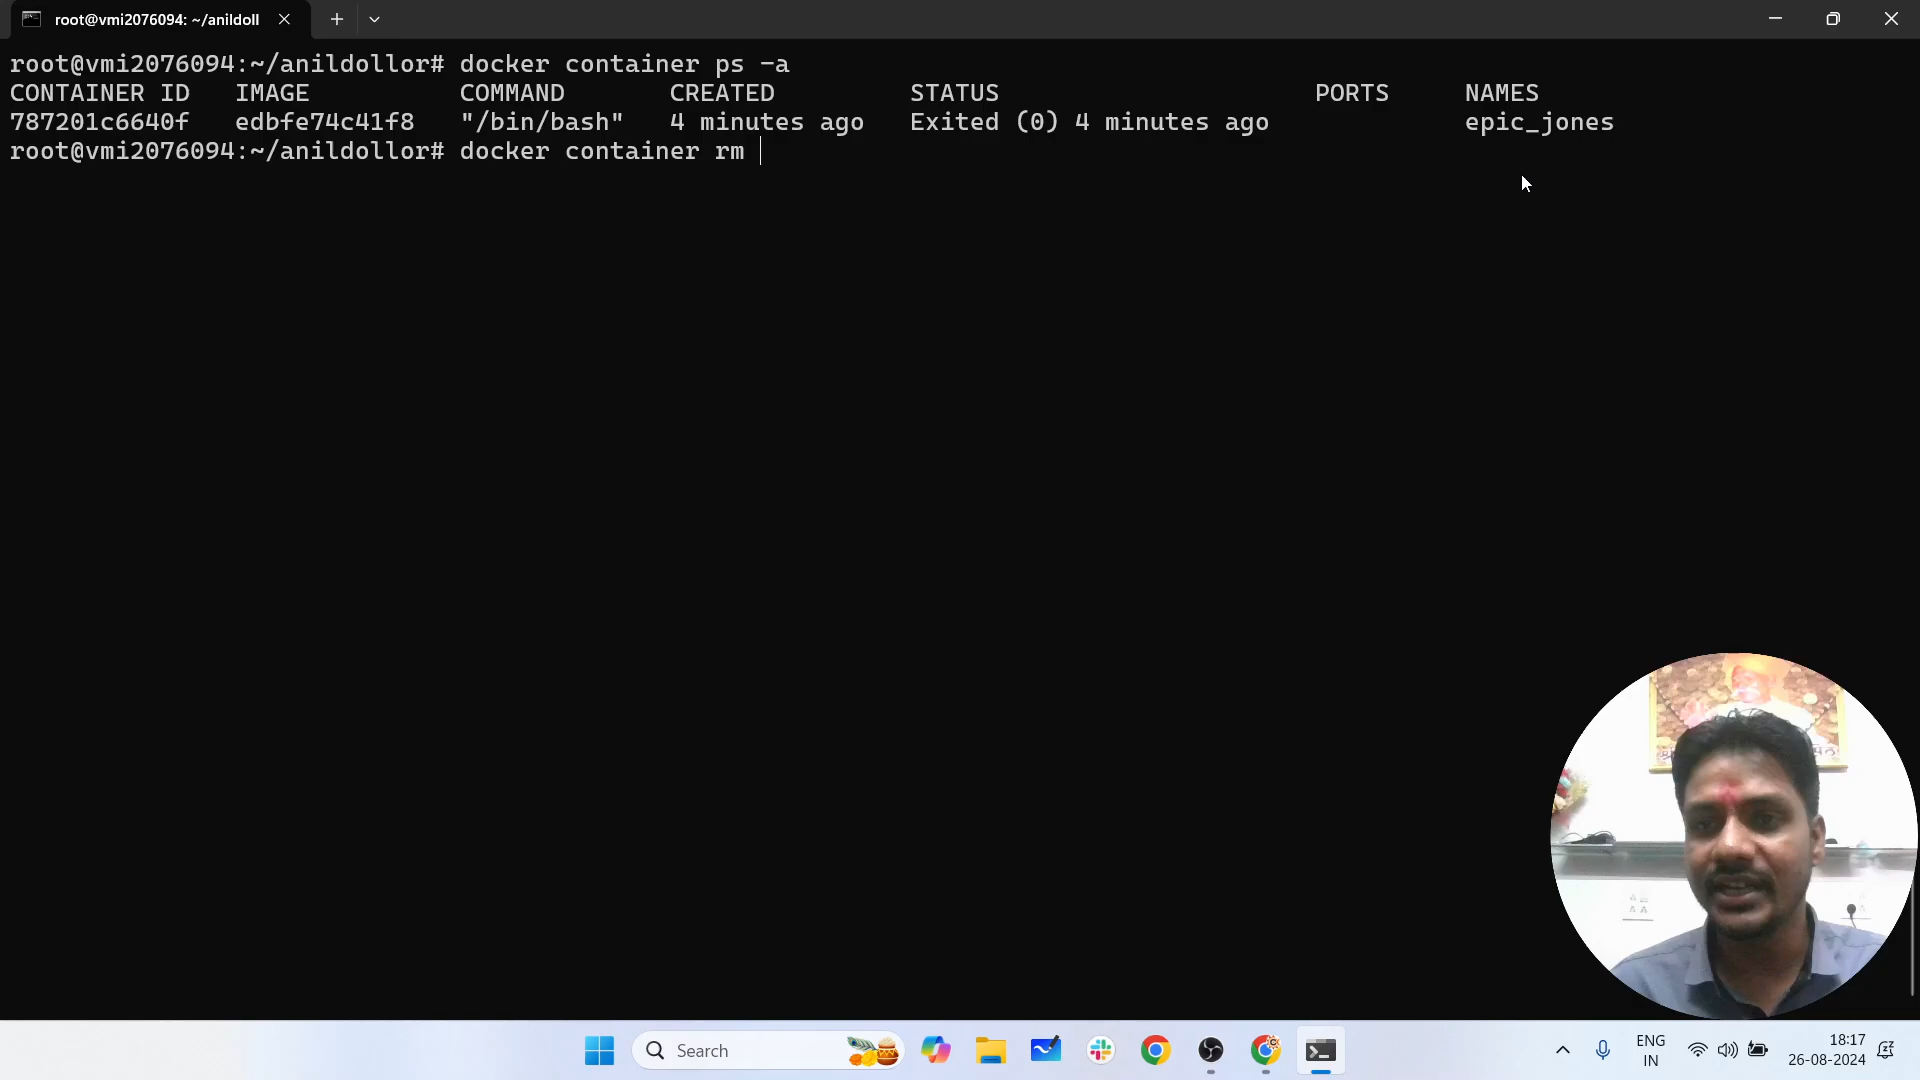 root@vmi2076094: ~/anildoll
root@vmi2076094:~/anildollor# docker container ps -a
CONTAINER ID   IMAGE          COMMAND       CREATED         STATUS                     PORTS     NAMES
787201c6640f   edbfe74c41f8   "/bin/bash"   4 minutes ago   Exited (0) 4 minutes ago             epic_jones
root@vmi2076094:~/anildollor# docker container rm
Search
ENG
IN
18:17
26-08-2024